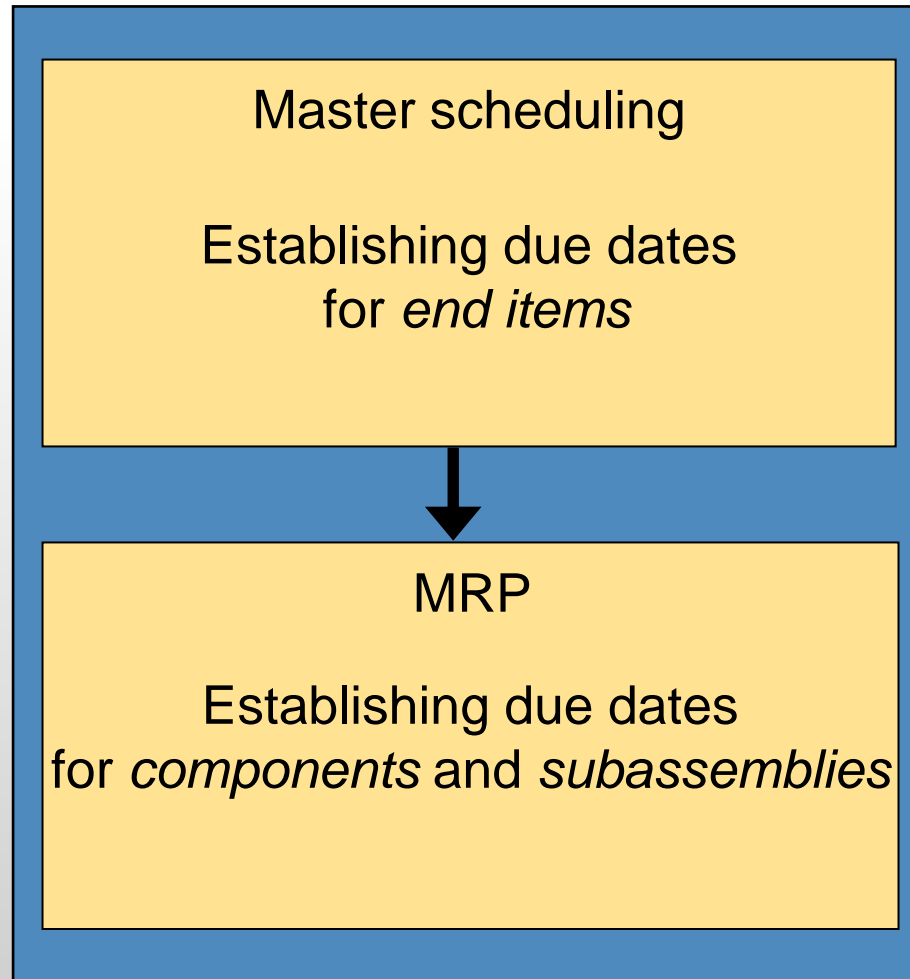 Master scheduling
Establishing due dates
for end items
MRP
Establishing due dates
for components and subassemblies